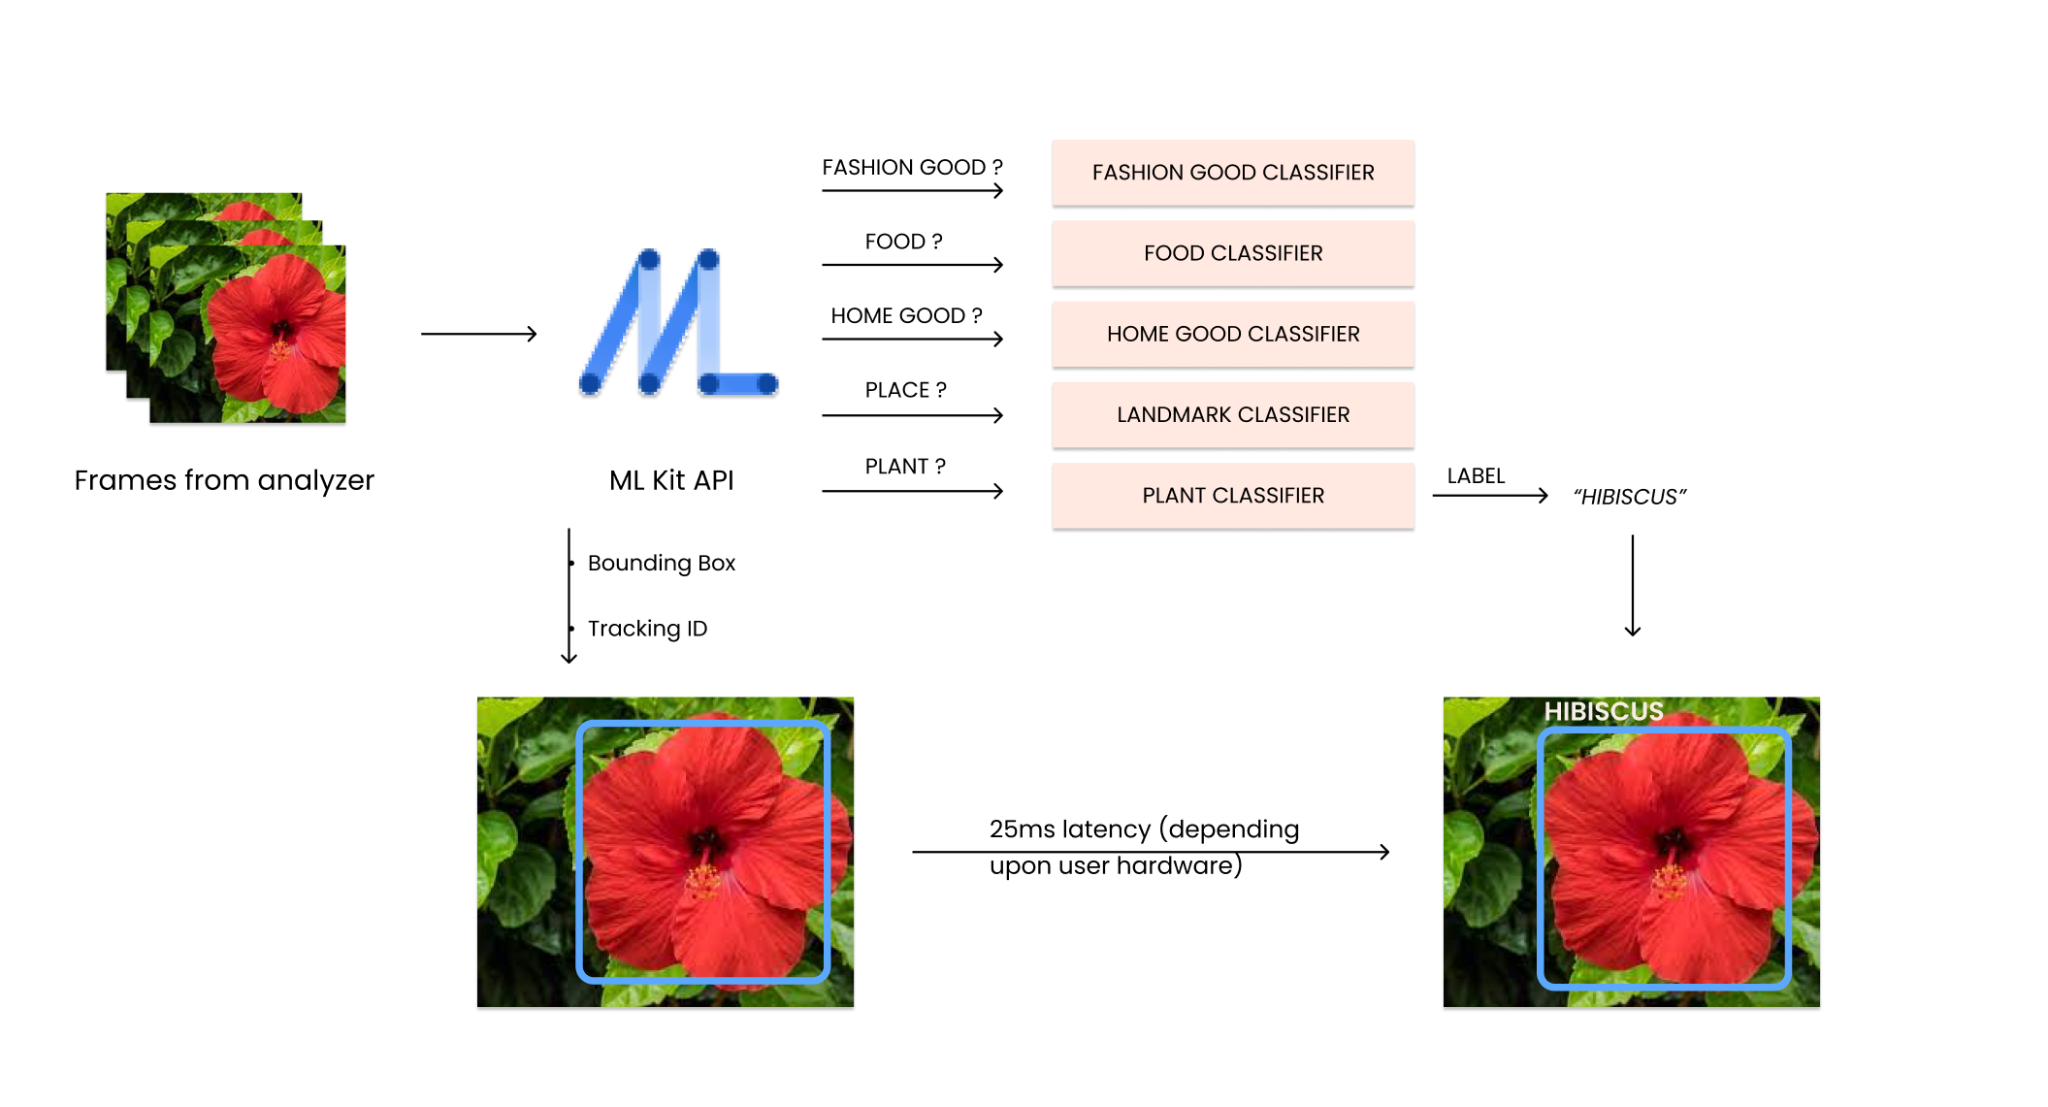 FASHION GOOD ?
FASHION GOOD CLASSIFIER
FOOD ?
FOOD CLASSIFIER
HOME GOOD ?
HOME GOOD CLASSIFIER
PLACE ?
LANDMARK CLASSIFIER
PLANT ?
PLANT CLASSIFIER
LABEL
“HIBISCUS”
Frames from analyzer
ML Kit API
• Bounding Box
• Tracking ID
25ms latency (depending
upon user hardware)
HIBISCUS